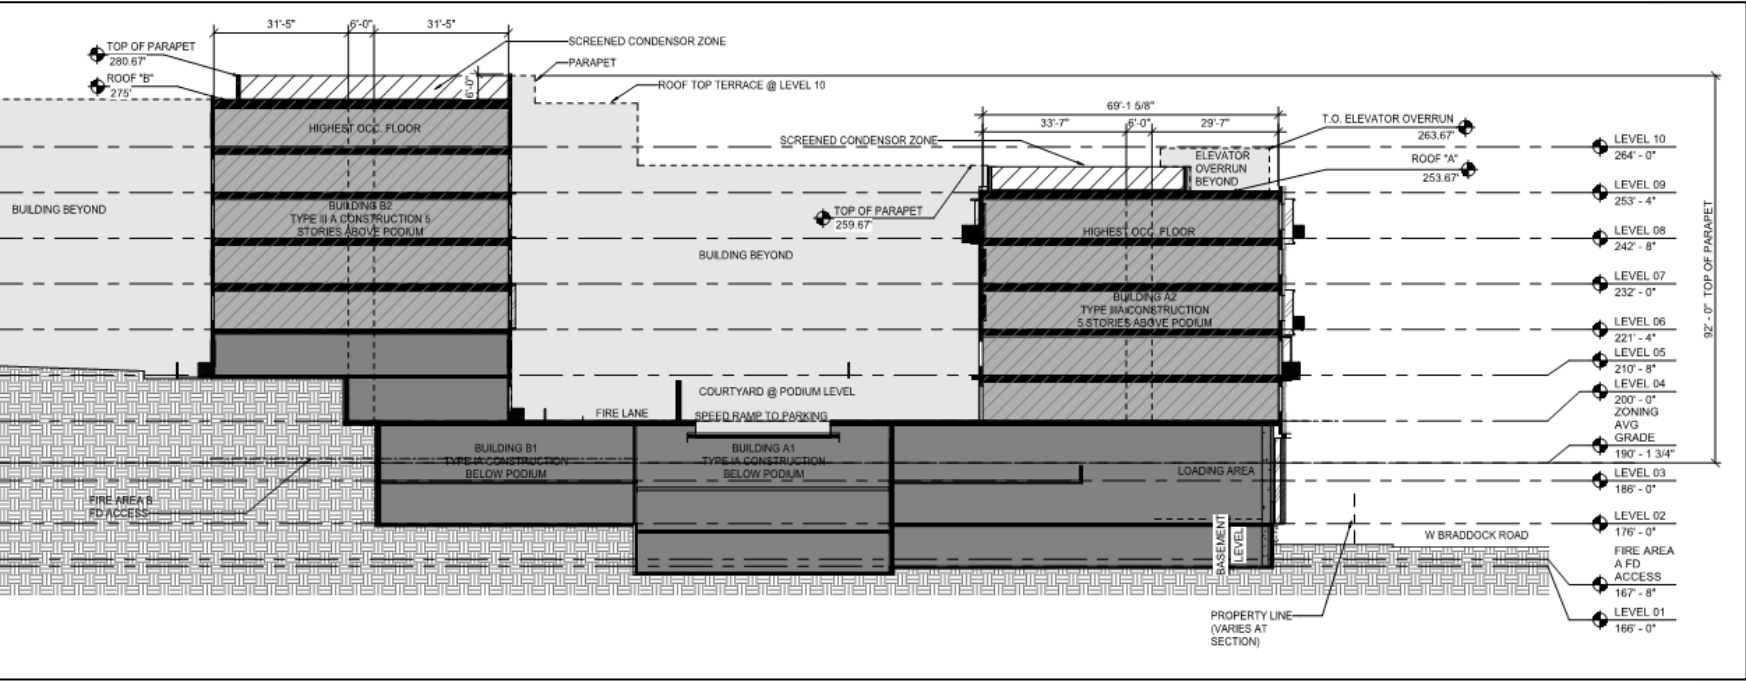 31'-5"
6'-0"
31'-5"
TOP OF PARAPET
280.67'
ROOF "B"
275'
SCREENED CONDENSOR ZONE
PARAPET
6'-0"
ROOF TOP TERRACE @ LEVEL 10
HIGHEST OCC. FLOOR
BUILDING BEYOND
BUILDING B2
TYPE III A CONSTRUCTION 5
STORIES ABOVE PODIUM
69'-1 5/8"
33'-7"
6'-0"
29'-7"
SCREENED CONDENSOR ZONE
T.O. ELEVATOR OVERRUN
263.67'
ROOF "A"
253.67'
ELEVATOR
OVERRUN
BEYOND
TOP OF PARAPET
259.67'
BUILDING BEYOND
HIGHEST OCC. FLOOR
BUILDING A2
TYPE IIIA CONSTRUCTION
5 STORIES ABOVE PODIUM
COURTYARD @ PODIUM LEVEL
FIRE LANE
SPEED RAMP TO PARKING
BUILDING B1
TYPE IA CONSTRUCTION
BELOW PODIUM
BUILDING A1
TYPE IA CONSTRUCTION
BELOW PODIUM
LOADING AREA
FIRE AREA B
FD ACCESS
BASEMENT
LEVEL
W BRADDOCK ROAD
PROPERTY LINE
(VARIES AT
SECTION)
LEVEL 10
264' - 0"
LEVEL 09
253' - 4"
LEVEL 08
242' - 8"
LEVEL 07
232' - 0"
LEVEL 06
221' - 4"
LEVEL 05
210' - 8"
LEVEL 04
200' - 0"
ZONING
AVG
GRADE
190' - 1 3/4"
LEVEL 03
186' - 0"
LEVEL 02
176' - 0"
FIRE AREA
A FD
ACCESS
167' - 8"
LEVEL 01
166' - 0"
92' - 0" TOP OF PARAPET